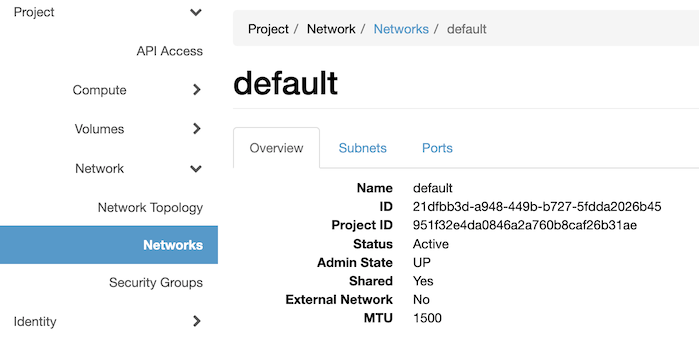 Project
API Access
Compute
Volumes
Network
Network Topology
Networks
Security Groups
Identity
Project / Network / Networks / default
default
Overview Subnets Ports
Name default
ID 21dfbb3d-a948-449b-b727-5fdda2026b45
Project ID 951f32e4da0846a2a760b8caf26b31ae
Status Active
Admin State UP
Shared Yes
External Network No
MTU 1500